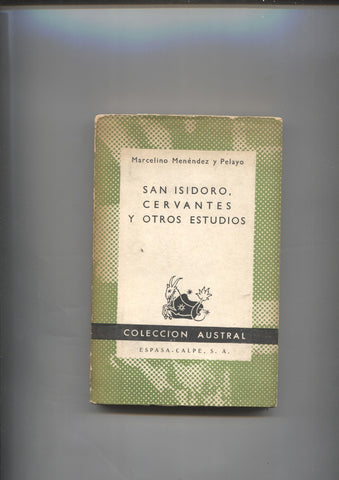 Marcelino Menéndez y Pelayo
SAN ISIDORO,
CERVANTES
Y OTROS ESTUDIOS
COLECCION AUSTRAL
ESPASA-CALPE, S. A.